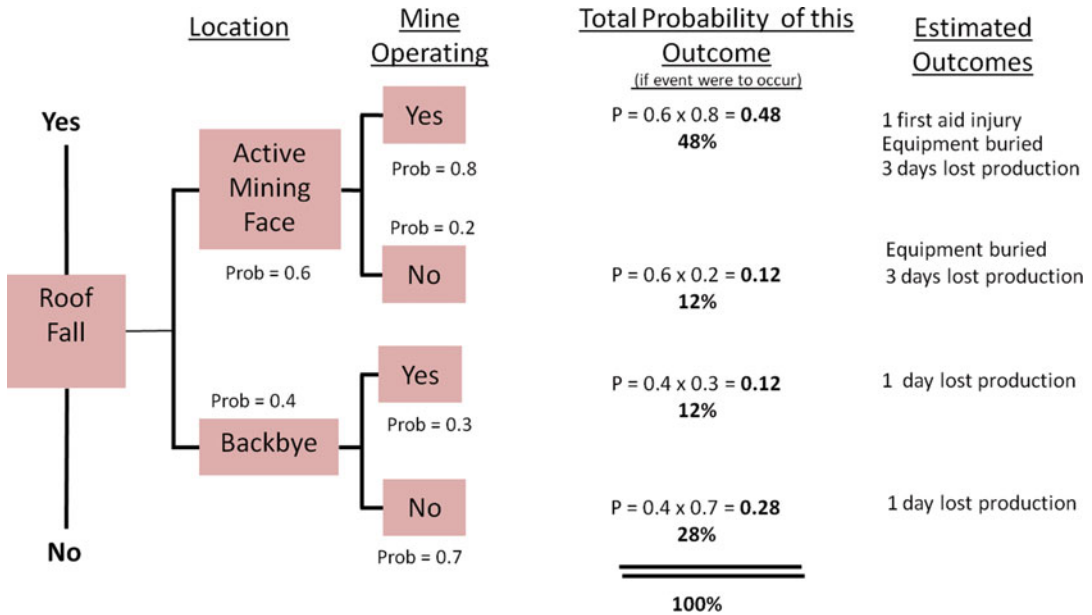 Location
Mine
Operating
Total Probability of this
Outcome
(if event were to occur)
Estimated
Outcomes
Yes
Roof
Fall
No
Active
Mining
Face
Prob = 0.6
Yes
Prob = 0.8
Prob = 0.2
No
P = 0.6 x 0.8 = 0.48
48%
1 first aid injury
Equipment buried
3 days lost production
P = 0.6 x 0.2 = 0.12
12%
Equipment buried
3 days lost production
Prob = 0.4
Backbye
Yes
Prob = 0.3
No
Prob = 0.7
P = 0.4 x 0.3 = 0.12
12%
1 day lost production
P = 0.4 x 0.7 = 0.28
28%
1 day lost production
100%